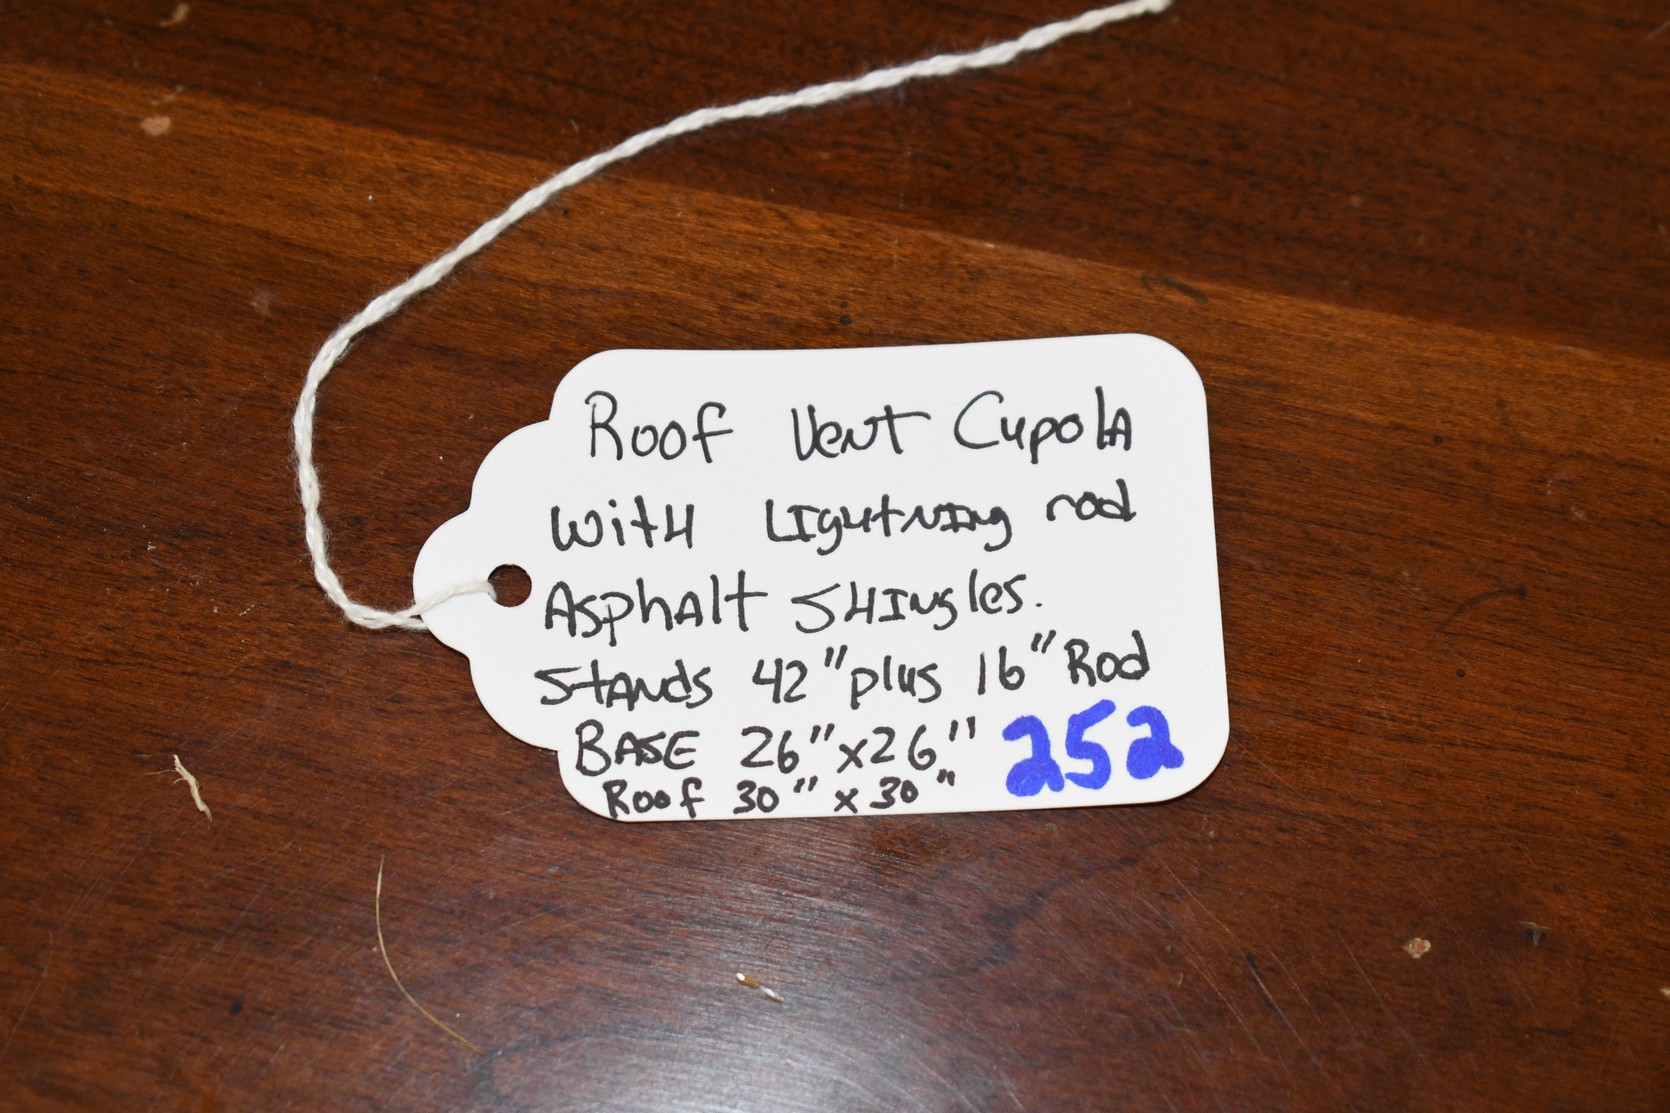 Roof Vent Cupola
With Lightning rod
Asphalt Shingles.
Stands 42" plus 16" Rod
BASE 26" x 26" 252
Roof 30" x 30"